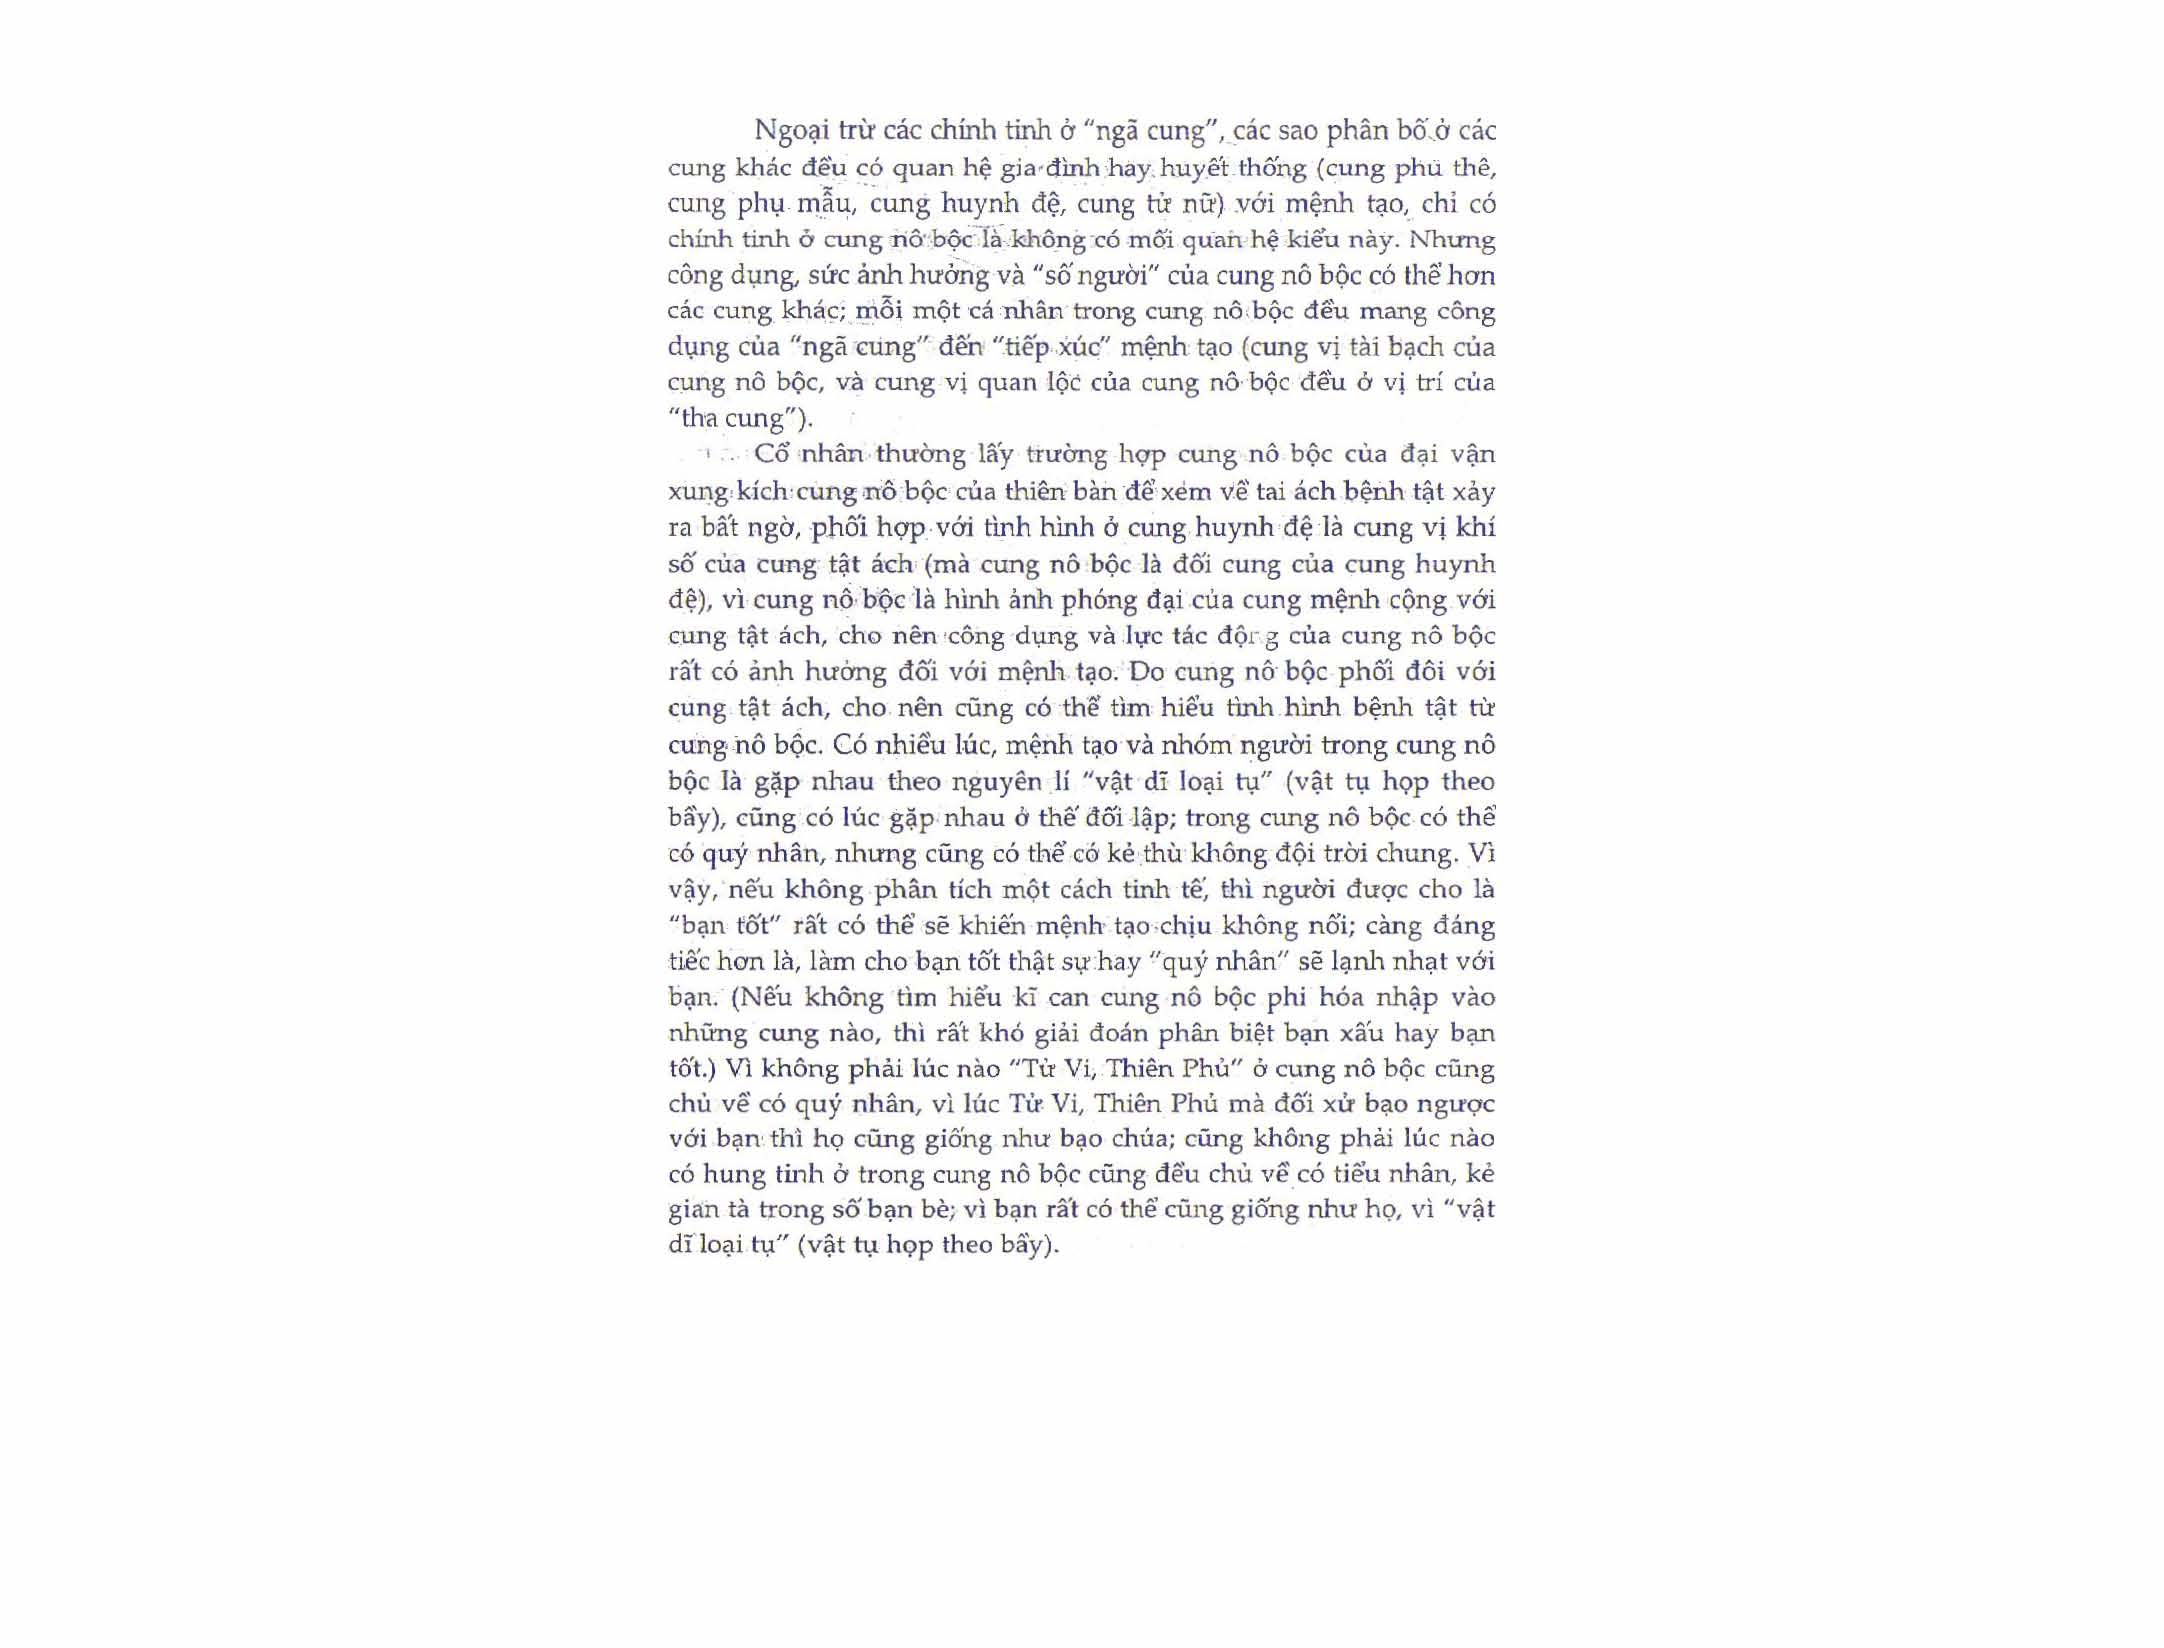 Ngoại trừ các chính tinh ở "ngã cung", các sao phân bố ở các
cung khác đều có quan hệ gia đình hay huyết thống (cung phu thê,
cung phụ mẫu, cung huynh đệ, cung tử nữ) với mệnh tạo, chỉ có
chính tinh ở cung nô bộc là không có mối quan hệ kiểu này. Nhưng
công dụng, sức ảnh hưởng và "số người" của cung nô bộc có thể hơn
các cung khác; mỗi một cá nhân trong cung nô bộc đều mang công
dụng của "ngã cung" đến "tiếp xúc" mệnh tạo (cung vị tài bạch của
cung nô bộc, và cung vị quan lộc của cung nô bộc đều ở vị trí của
"tha cung").
Cổ nhân thường lấy trường hợp cung nô bộc của đại vận
xung kích cung nô bộc của thiên bàn để xem về tai ách bệnh tật xảy
ra bất ngờ, phối hợp với tình hình ở cung huynh đệ là cung vị khí
số của cung tật ách (mà cung nô bộc là đối cung của cung huynh
đệ), vì cung nô bộc là hình ảnh phóng đại của cung mệnh cộng với
cung tật ách, cho nên công dụng và lực tác động của cung nô bộc
rất có ảnh hưởng đối với mệnh tạo. Do cung nô bộc phối đôi với
cung tật ách, cho nên cũng có thể tìm hiểu tình hình bệnh tật từ
cung nô bộc. Có nhiều lúc, mệnh tạo và nhóm người trong cung nô
bộc là gặp nhau theo nguyên lí "vật dĩ loại tụ" (vật tụ họp theo
bầy), cũng có lúc gặp nhau ở thế đối lập; trong cung nô bộc có thể
có quý nhân, nhưng cũng có thể có kẻ thù không đội trời chung. Vì
vậy, nếu không phân tích một cách tinh tế, thì người được cho là
"bạn tốt" rất có thể sẽ khiến mệnh tạo chịu không nổi; càng đáng
tiếc hơn là, làm cho bạn tốt thật sự hay "quý nhân" sẽ lạnh nhạt với
bạn. (Nếu không tìm hiểu kĩ can cung nô bộc phi hóa nhập vào
những cung nào, thì rất khó giải đoán phân biệt bạn xấu hay bạn
tốt.) Vì không phải lúc nào "Tử Vi, Thiên Phủ" ở cung nô bộc cũng
chủ về có quý nhân, vì lúc Tử Vi, Thiên Phủ mà đối xử bạo ngược
với bạn thì họ cũng giống như bạo chúa; cũng không phải lúc nào
có hung tinh ở trong cung nô bộc cũng đều chủ về có tiểu nhân, kẻ
gian tà trong số bạn bè; vì bạn rất có thể cũng giống như họ, vì "vật
dĩ loại tụ" (vật tụ họp theo bầy).